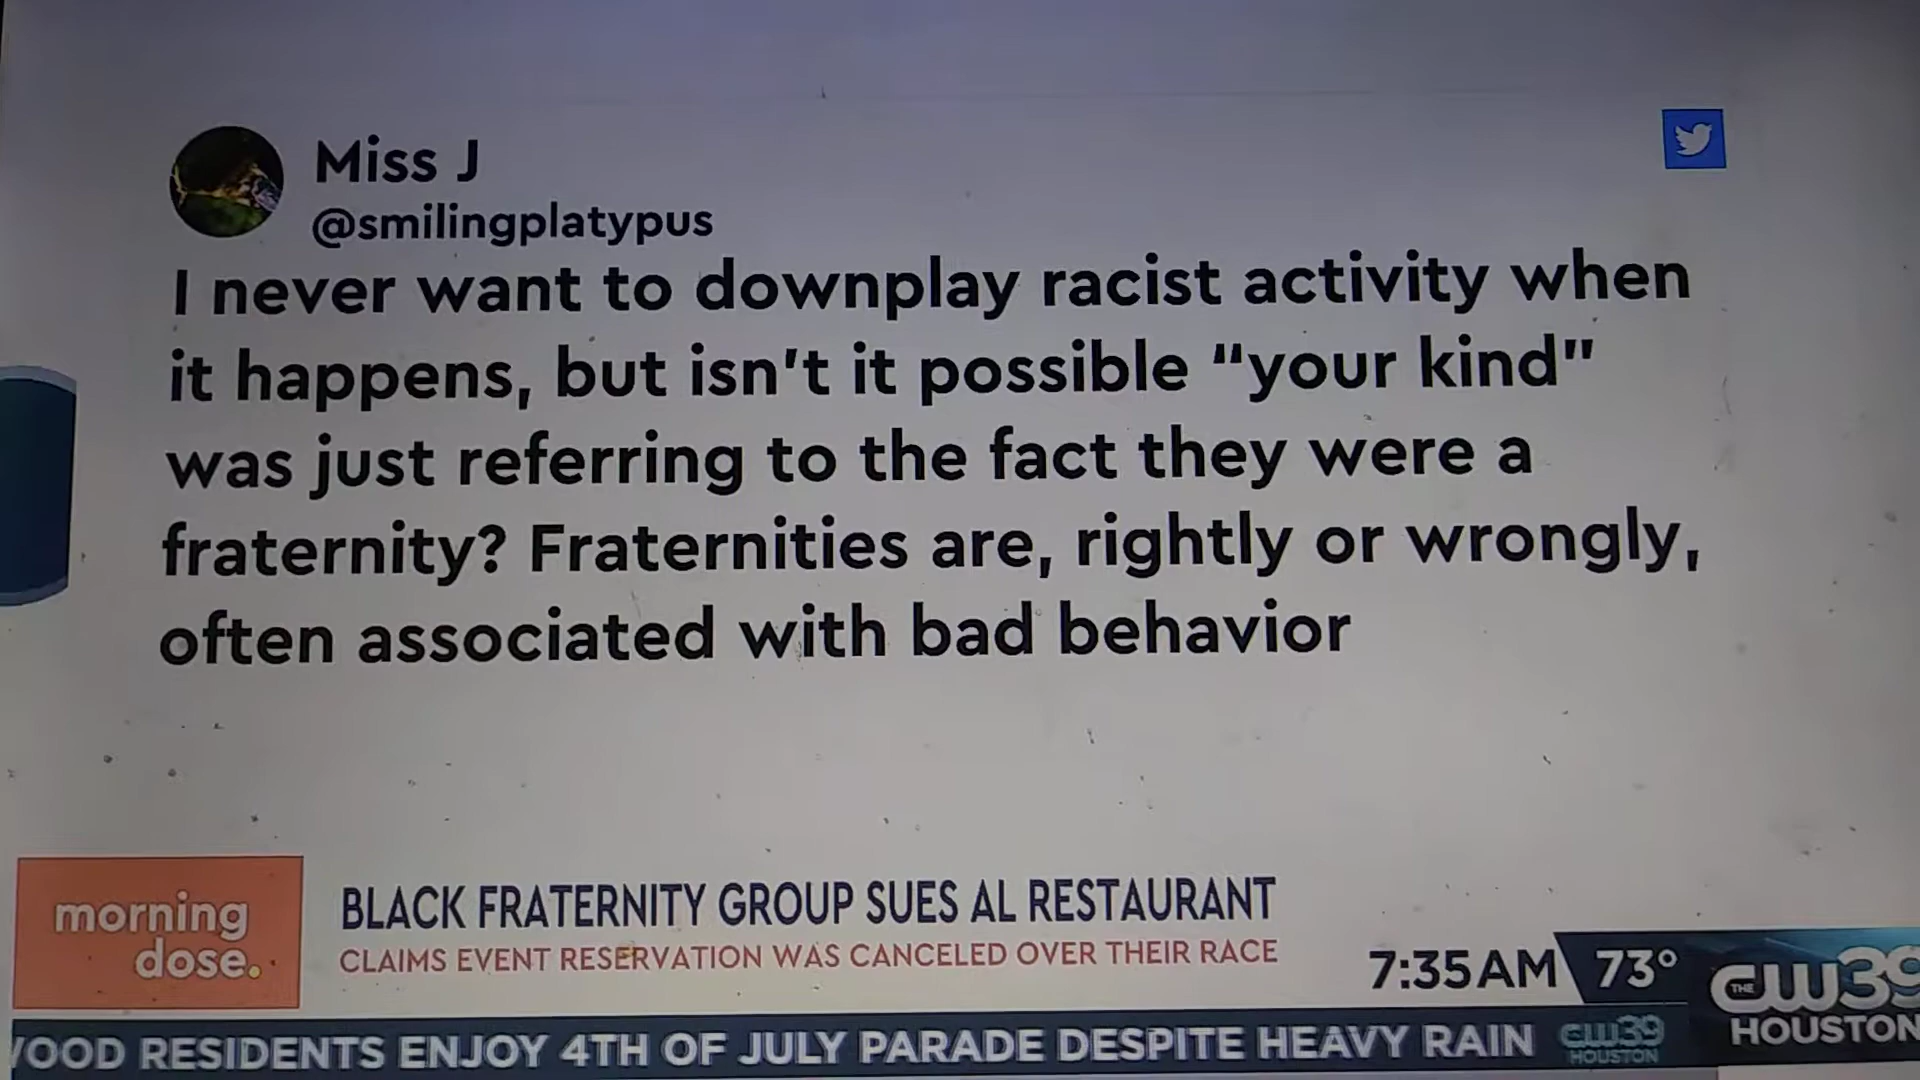 Miss J
@smilingplatypus
I never want to downplay racist activity when
it happens, but isn't it possible "your kind"
was just referring to the fact they were a
fraternity? Fraternities are, rightly or wrongly,
often associated with bad behavior
morning
dose.
BLACK FRATERNITY GROUP SUES AL RESTAURANT
CLAIMS EVENT RESERVATION WAS CANCELED OVER THEIR RACE
7:35AM 73°
THE CW39
HOUSTON
RESIDENTS ENJOY 4TH OF JULY PARADE DESPITE HEAVY RAIN
CW39
HOUSTON